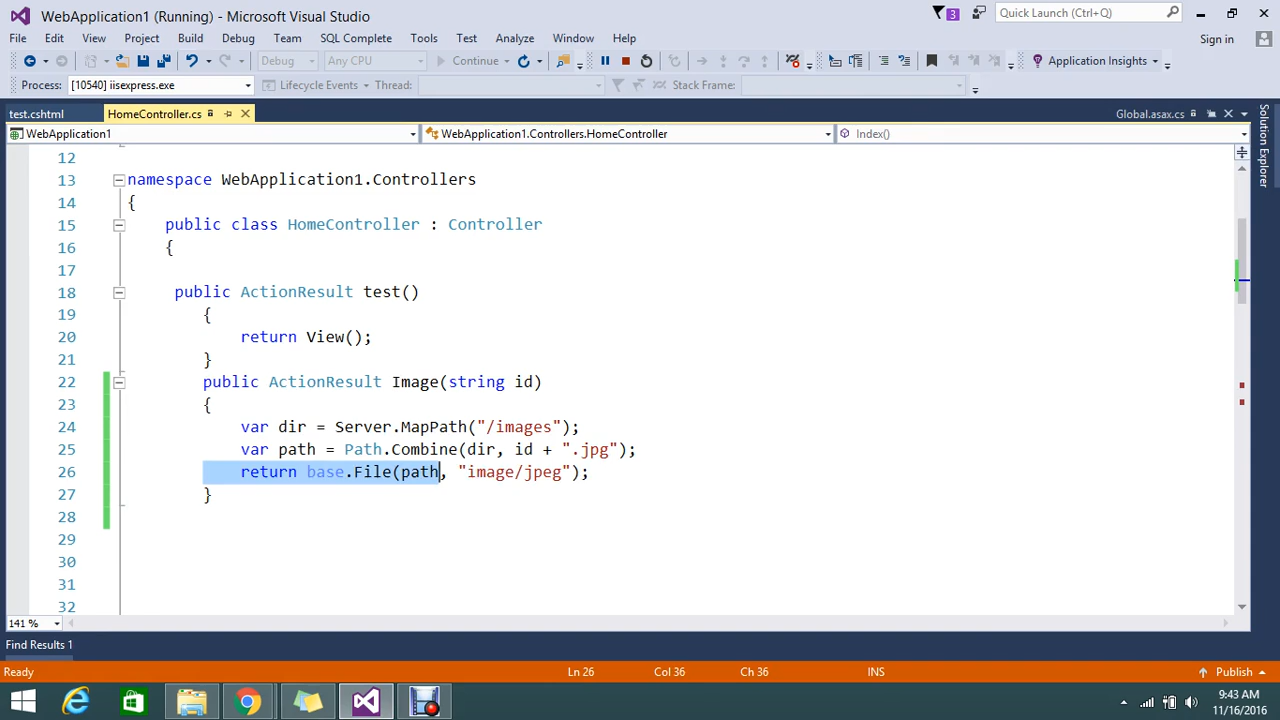 WebApplication1 (Running) - Microsoft Visual Studio
3
Quick Launch (Ctrl+Q)
File Edit View Project Build Debug Team SQL Complete Tools Test Analyze Window Help
Sign in
Debug Any CPU Continue Application Insights
Process: [10540] iisexpress.exe Lifecycle Events Thread: Stack Frame:
test.cshtml HomeController.cs Global.asax.cs
WebApplication1 WebApplication1.Controllers.HomeController Index()
Solution Explorer
12
13 namespace WebApplication1.Controllers
14 {
15 public class HomeController : Controller
16 {
17
18 public ActionResult test()
19 {
20 return View();
21 }
22 public ActionResult Image(string id)
23 {
24 var dir = Server.MapPath("/images");
25 var path = Path.Combine(dir, id + ".jpg");
26 return base.File(path, "image/jpeg");
27 }
28
29
30
31
32
141 %
Find Results 1
Ready Ln 26 Col 36 Ch 36 INS Publish
9:43 AM
11/16/2016